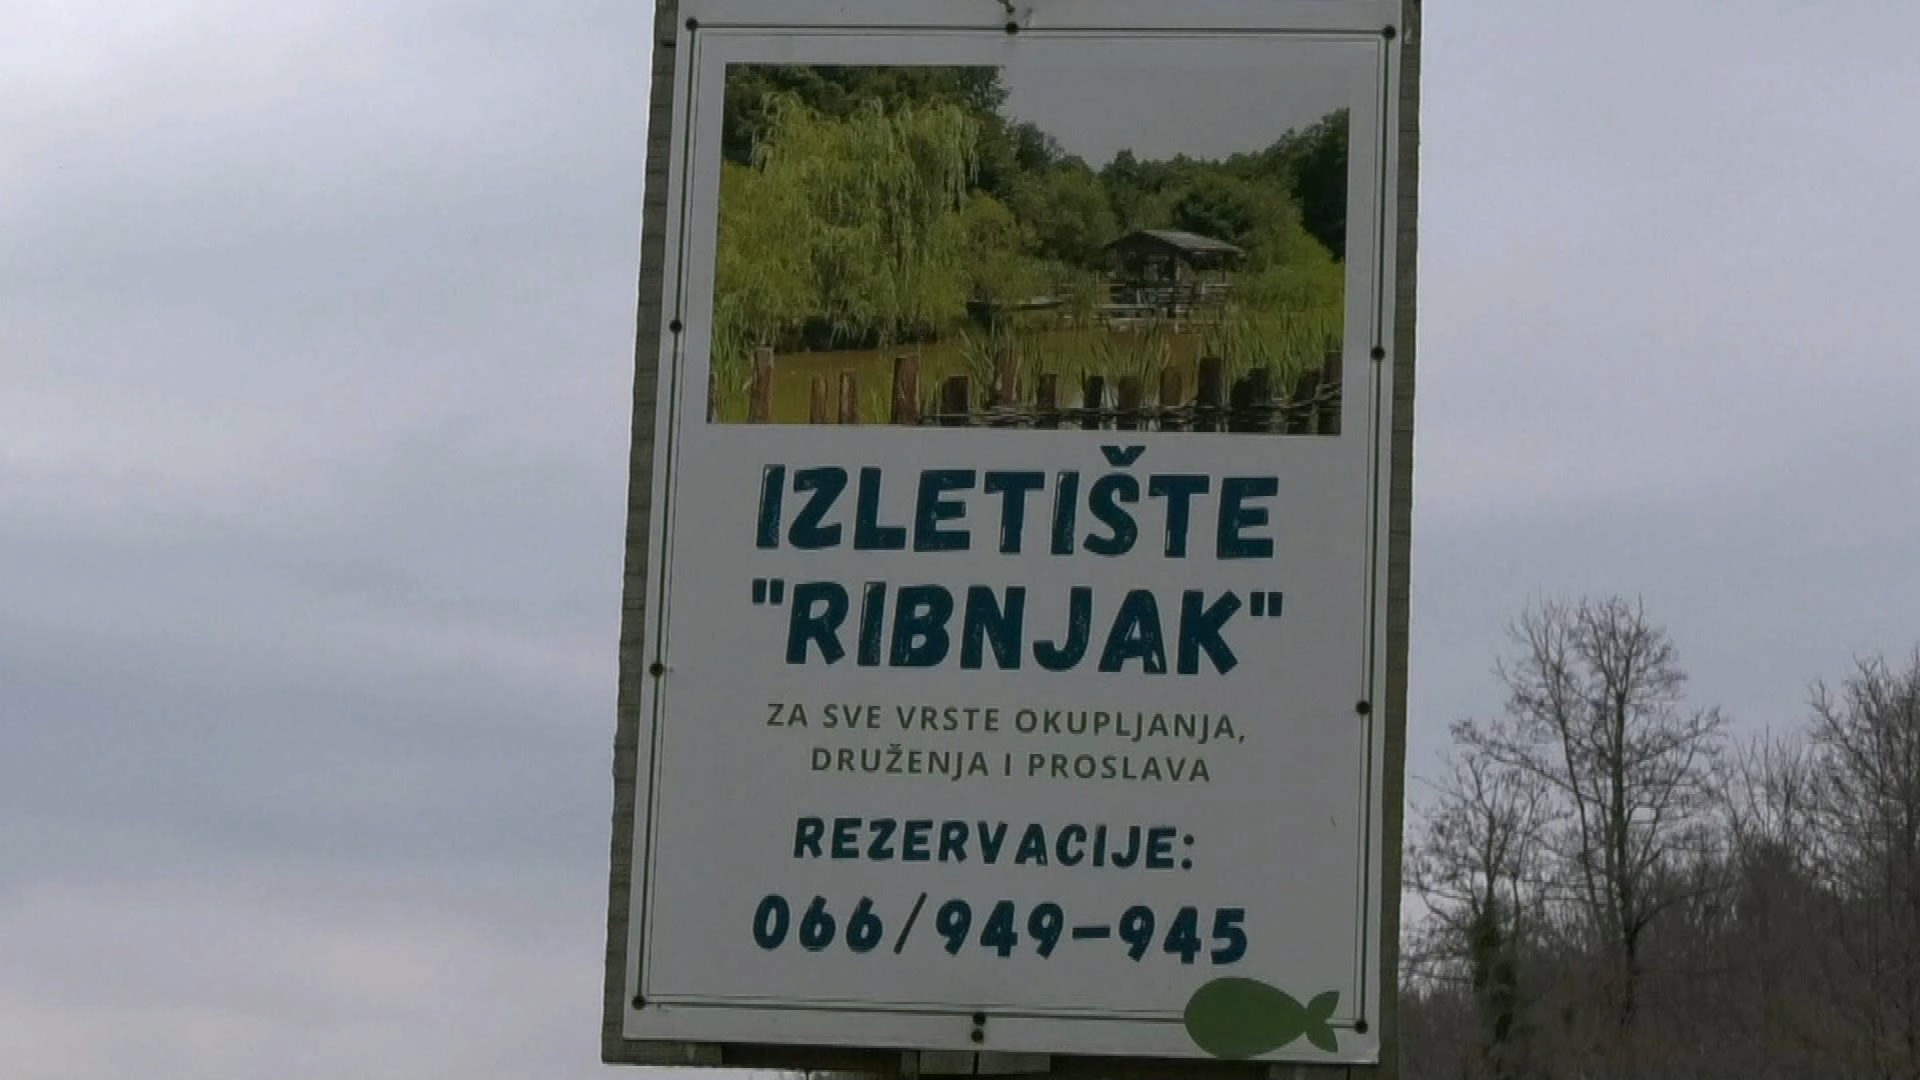 IZLETIŠTE
"RIBNJAK"
ZA SVE VRSTE OKUPLJANJA,
DRUŽENJA I PROSLAVA
REZERVACIJE:
066/949-945